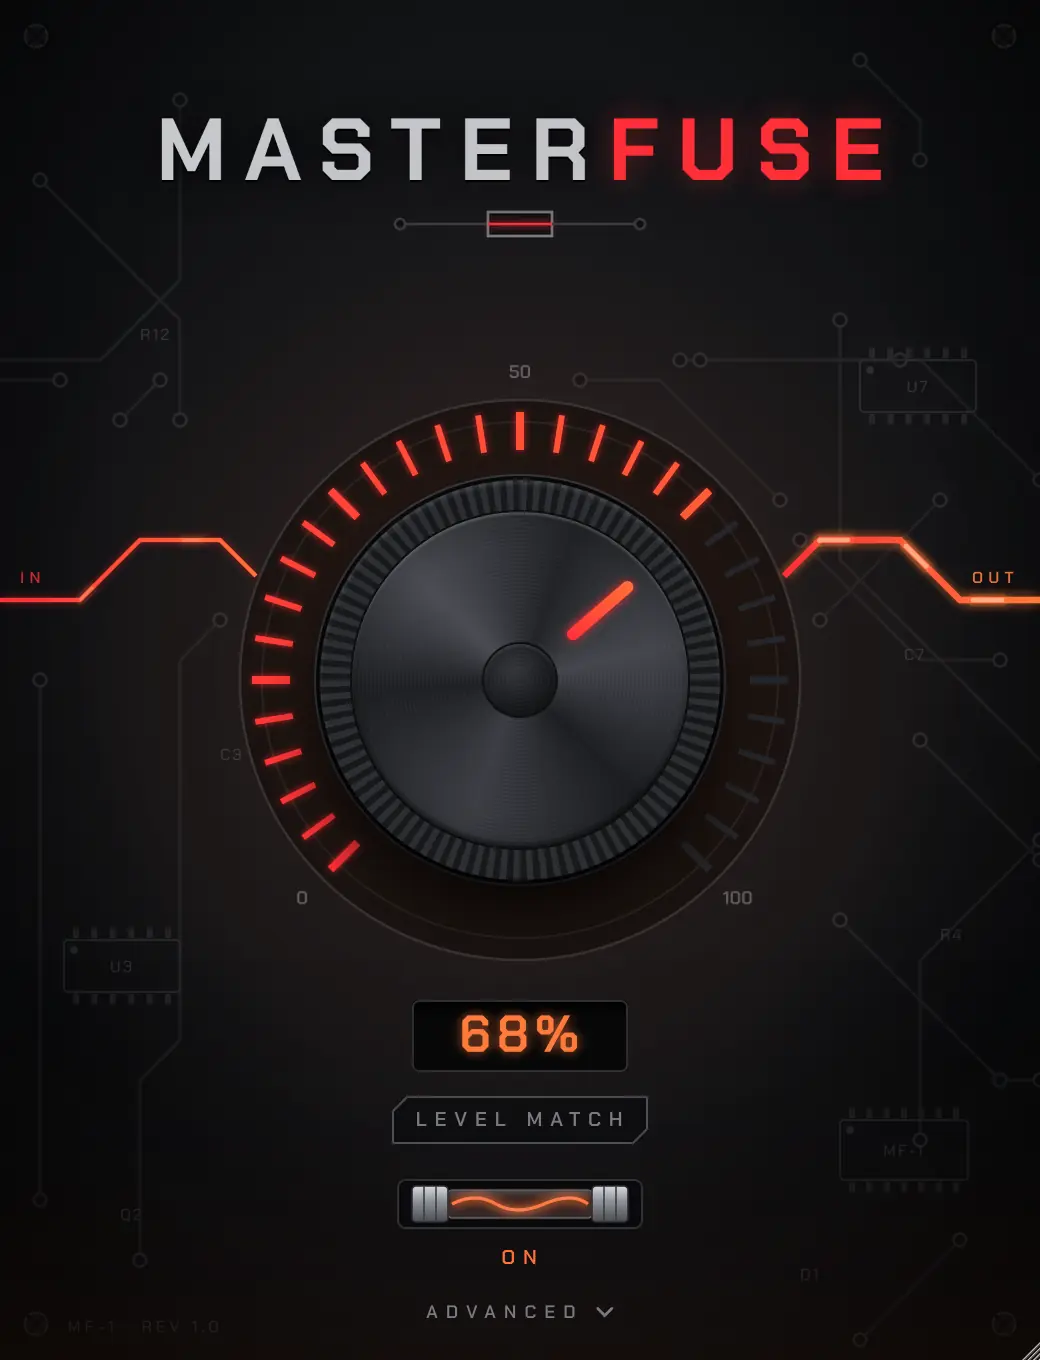 MASTERFUSE
R12
50
U7
IN
OUT
C7
C3
0
100
R4
U3
68%
LEVEL MATCH
MF-1
Q2
ON
D1
ADVANCED
MF-1 REV 1.0